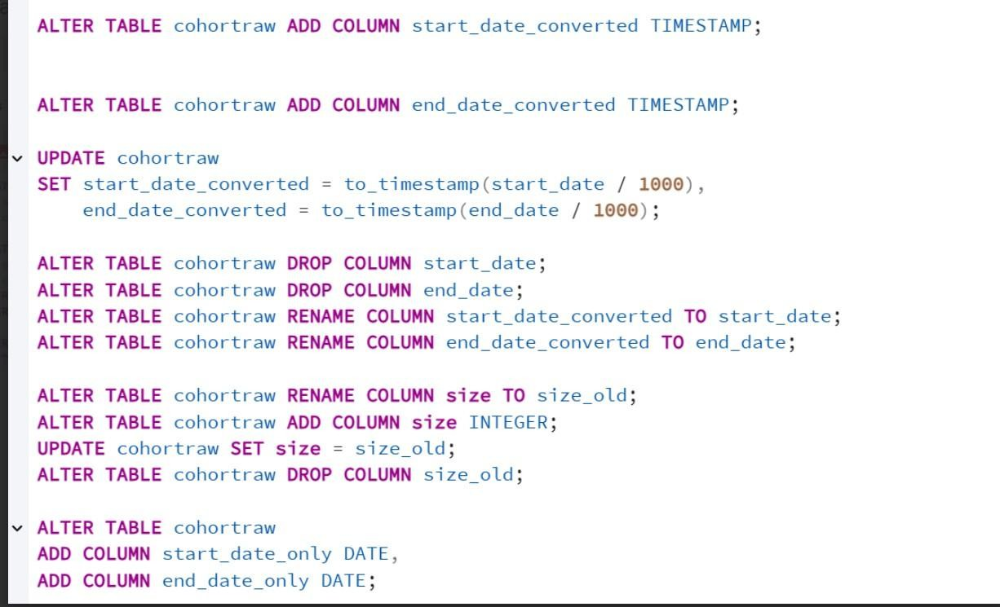 ALTER TABLE cohortraw ADD COLUMN start_date_converted TIMESTAMP;
ALTER TABLE cohortraw ADD COLUMN end_date_converted TIMESTAMP;
UPDATE cohortraw
SET start_date_converted = to_timestamp(start_date / 1000),
    end_date_converted = to_timestamp(end_date / 1000);
ALTER TABLE cohortraw DROP COLUMN start_date;
ALTER TABLE cohortraw DROP COLUMN end_date;
ALTER TABLE cohortraw RENAME COLUMN start_date_converted TO start_date;
ALTER TABLE cohortraw RENAME COLUMN end_date_converted TO end_date;
ALTER TABLE cohortraw RENAME COLUMN size TO size_old;
ALTER TABLE cohortraw ADD COLUMN size INTEGER;
UPDATE cohortraw SET size = size_old;
ALTER TABLE cohortraw DROP COLUMN size_old;
ALTER TABLE cohortraw
ADD COLUMN start_date_only DATE,
ADD COLUMN end_date_only DATE;